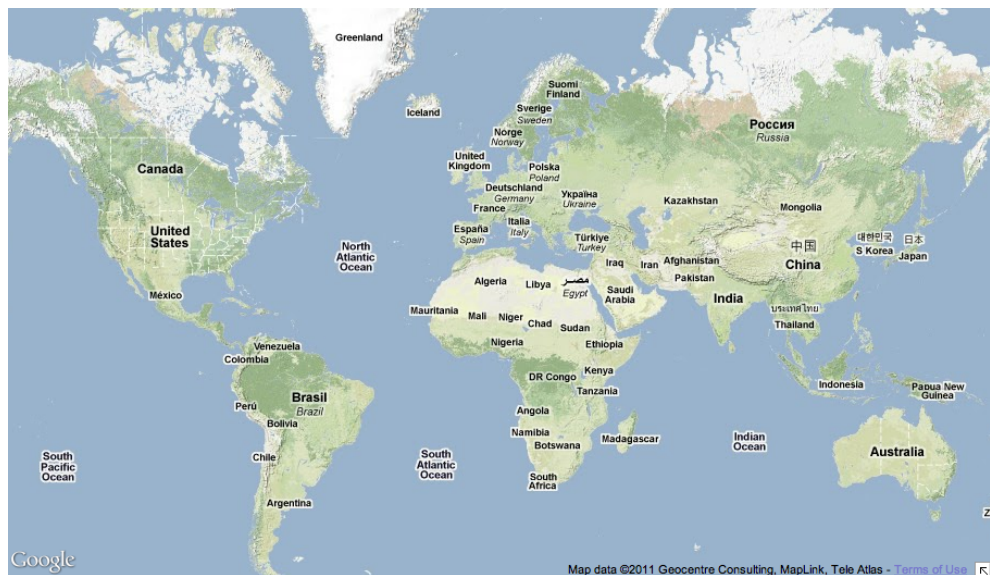 Greenland
Iceland
Suomi
Finland
Sverige
Sweden
Norge
Norway
Россия
Russia
Canada
United
Kingdom
Polska
Poland
Deutschland
Germany
Україна
Ukraine
Kazakhstan
Mongolia
France
Italia
Italy
España
Spain
United
States
North
Atlantic
Ocean
Türkiye
Turkey
Iraq
Iran
Afghanistan
Pakistan
中国
China
대한민국
S Korea
日本
Japan
México
Algeria
Libya
مصر
Egypt
Saudi
Arabia
India
ประเทศไทย
Thailand
Mauritania
Mali
Niger
Chad
Sudan
Nigeria
Ethiopia
Venezuela
Colombia
DR Congo
Kenya
Tanzania
Indonesia
Papua New
Guinea
Perú
Brasil
Brazil
Bolivia
Angola
Namibia
Botswana
Madagascar
Indian
Ocean
Australia
Chile
South
Pacific
Ocean
South
Atlantic
Ocean
South
Africa
Argentina
Z
Google
Map data ©2011 Geocentre Consulting, MapLink, Tele Atlas - Terms of Use